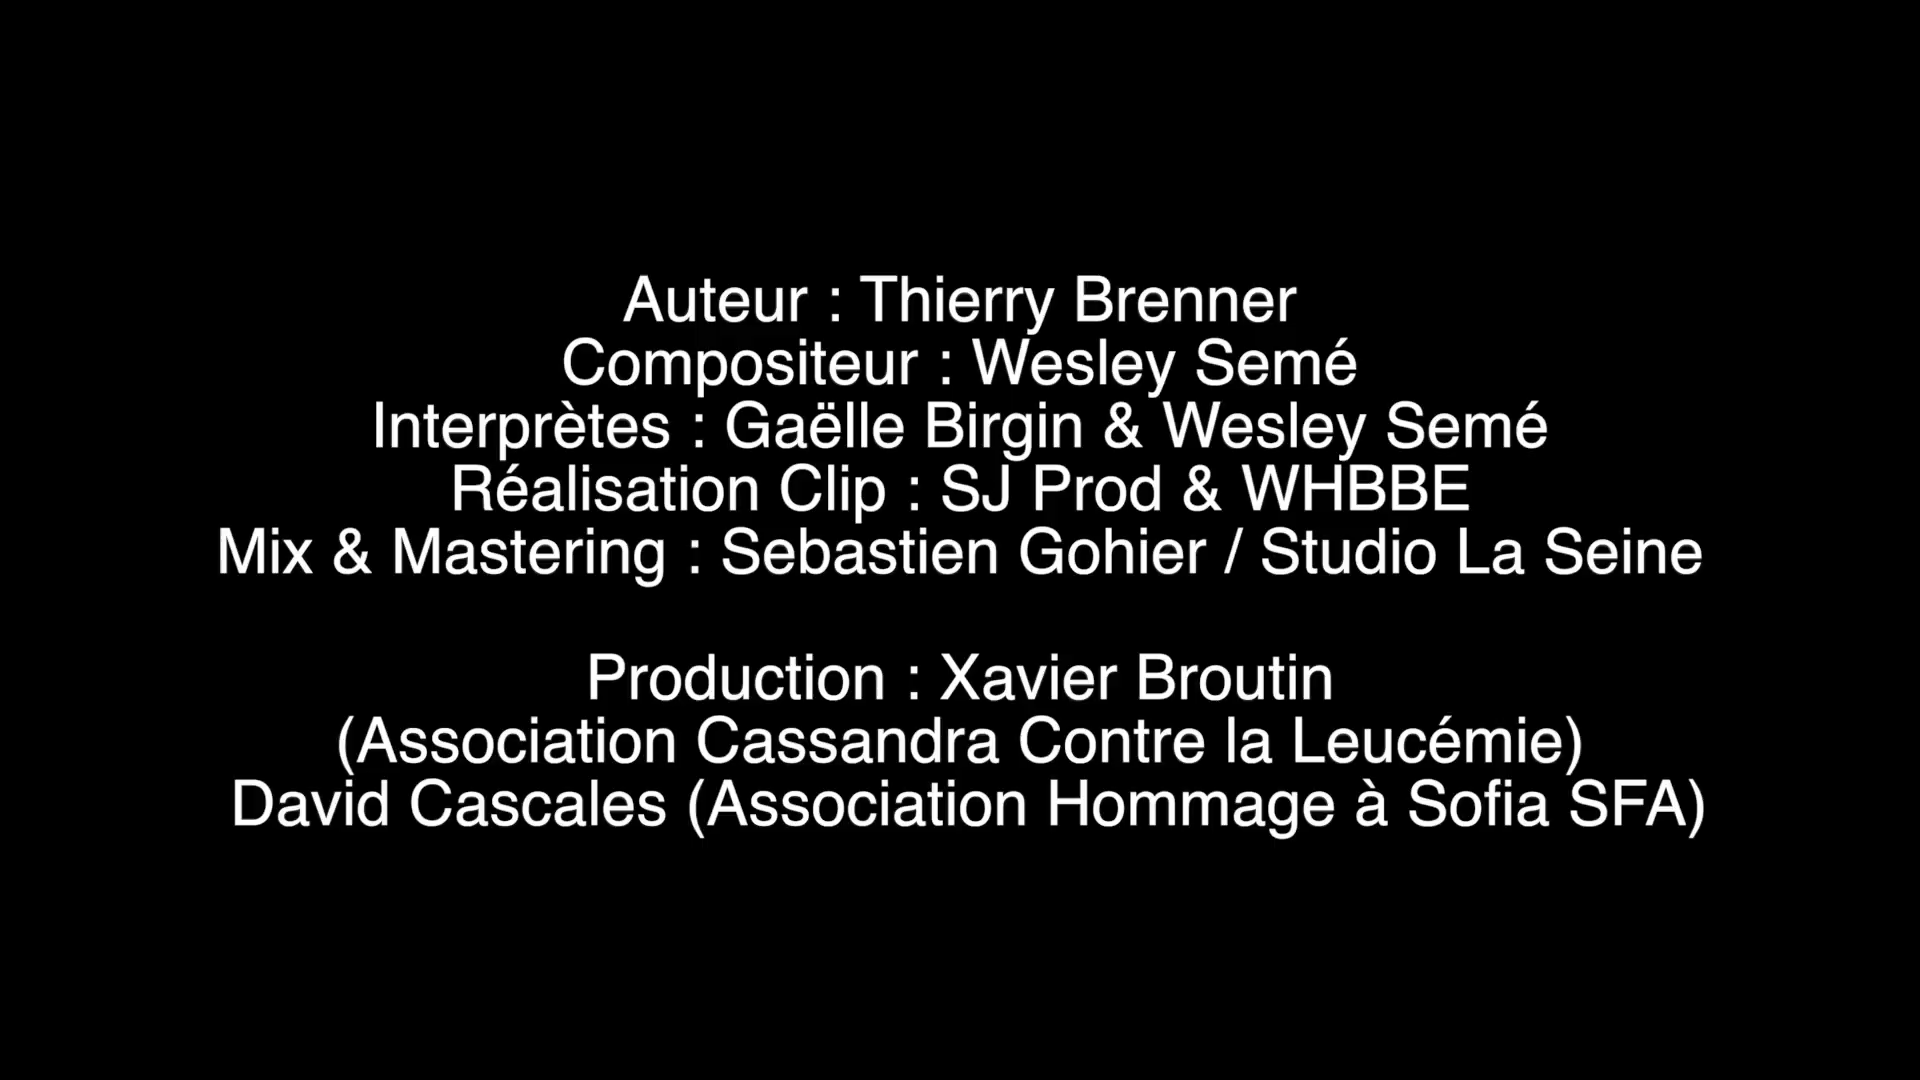 Auteur : Thierry Brenner
Compositeur : Wesley Semé
Interprètes : Gaëlle Birgin & Wesley Semé
Réalisation Clip : SJ Prod & WHBBE
Mix & Mastering : Sebastien Gohier / Studio La Seine
Production : Xavier Broutin
(Association Cassandra Contre la Leucémie)
David Cascales (Association Hommage à Sofia SFA)